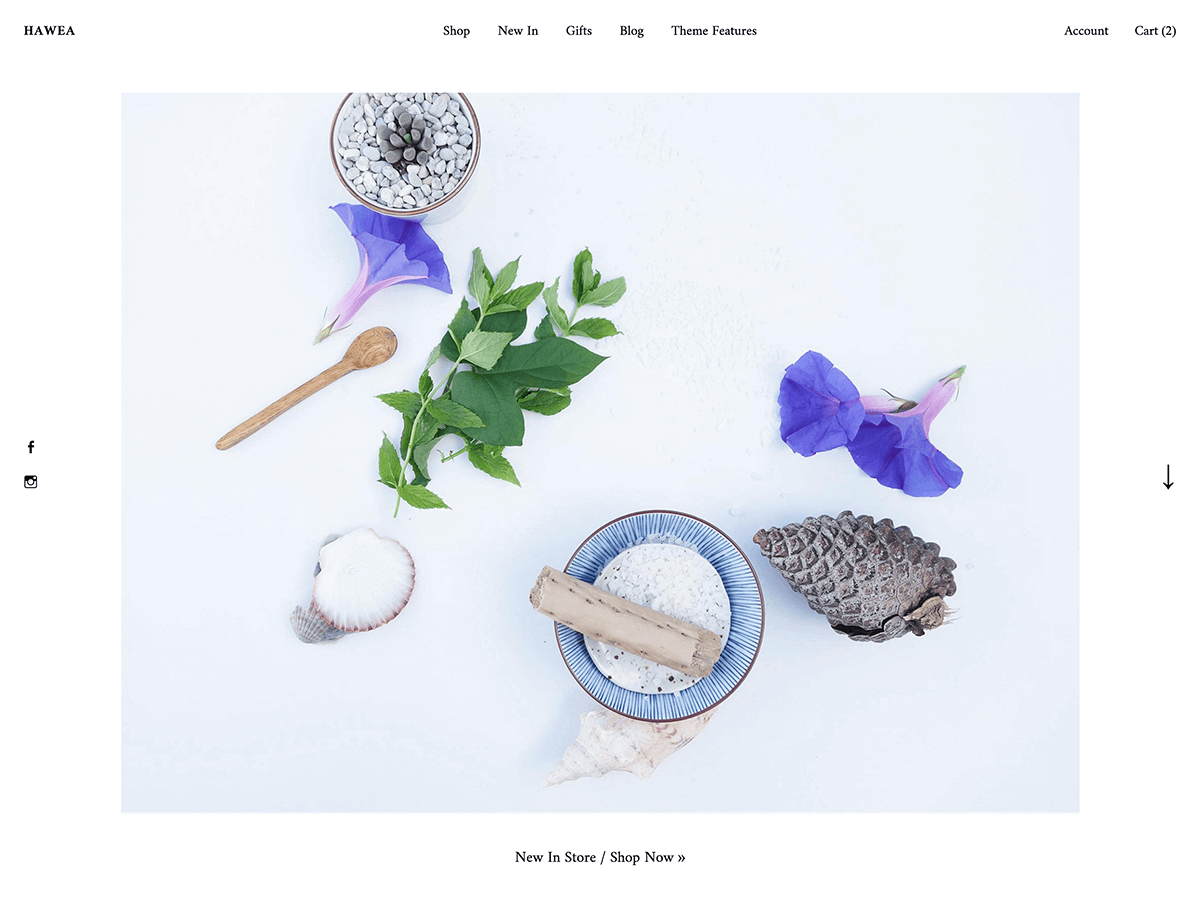 HAWEA
Shop New In Gifts Blog Theme Features
Account Cart (2)
New In Store / Shop Now »